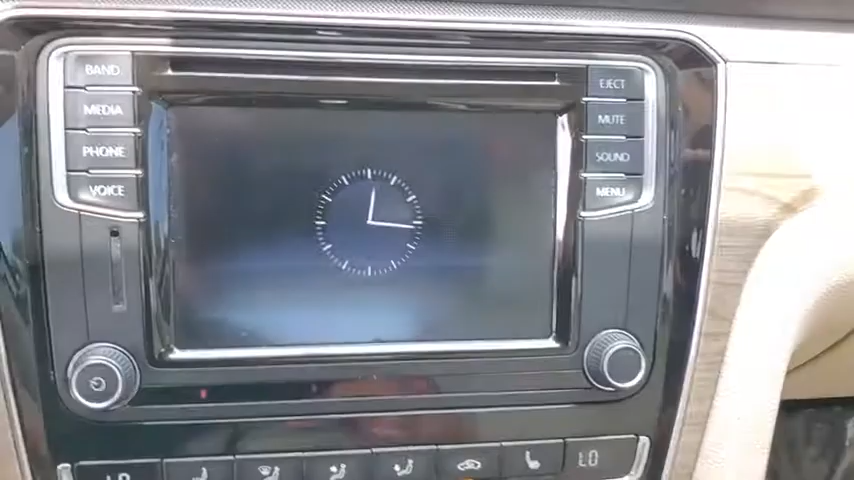 BAND
MEDIA
PHONE
VOICE
EJECT
MUTE
SOUND
MENU
LO
LO